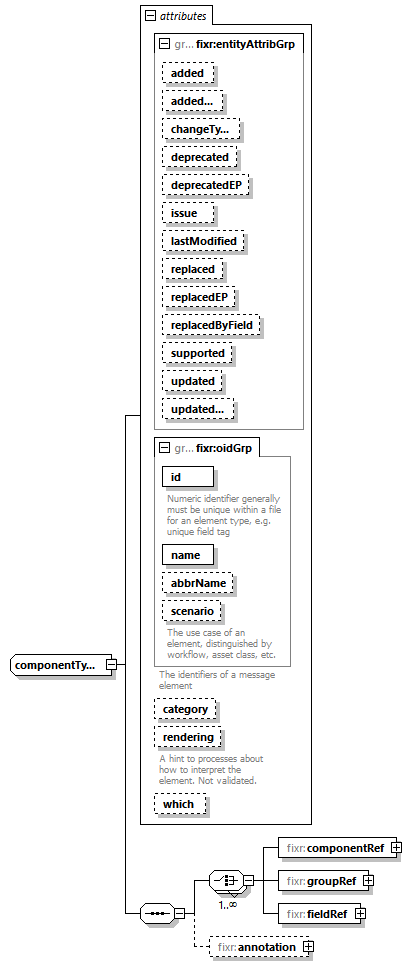 attributes
gr... fixr:entityAttribGrp
added
added...
changeTy...
deprecated
deprecatedEP
issue
lastModified
replaced
replacedEP
replacedByField
supported
updated
updated...
gr... fixr:oidGrp
id
Numeric identifier generally
must be unique within a file
for an element type, e.g.
unique field tag
name
abbrName
scenario
The use case of an
element, distinguished by
workflow, asset class, etc.
The identifiers of a message
element
category
rendering
A hint to processes about
how to interpret the
element. Not validated.
which
componentTy...
fixr:componentRef
fixr:groupRef
1..∞
fixr:fieldRef
fixr:annotation